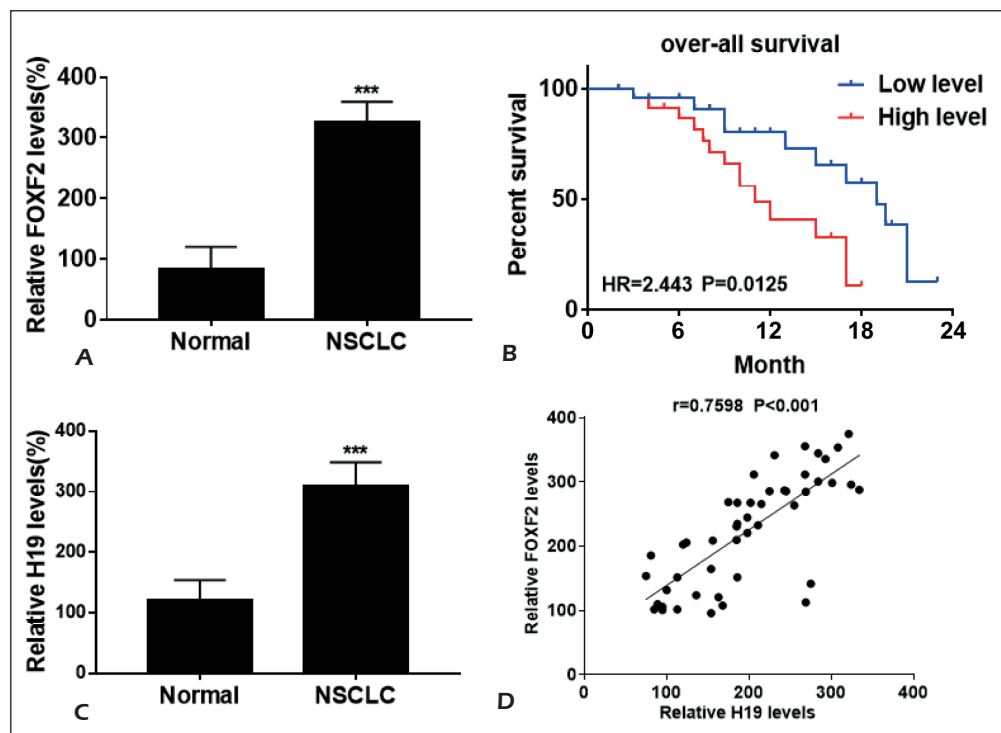 Relative FOXF2 levels(%)
400
300
200
100
0
***
Normal
NSCLC
A
over-all survival
Percent survival
100
50
0
Low level
High level
HR=2.443 P=0.0125
0
6
12
18
24
Month
B
Relative H19 levels(%)
400
300
200
100
0
***
Normal
NSCLC
C
r=0.7598 P<0.001
Relative FOXF2 levels
400
300
200
100
0
0
100
200
300
400
Relative H19 levels
D